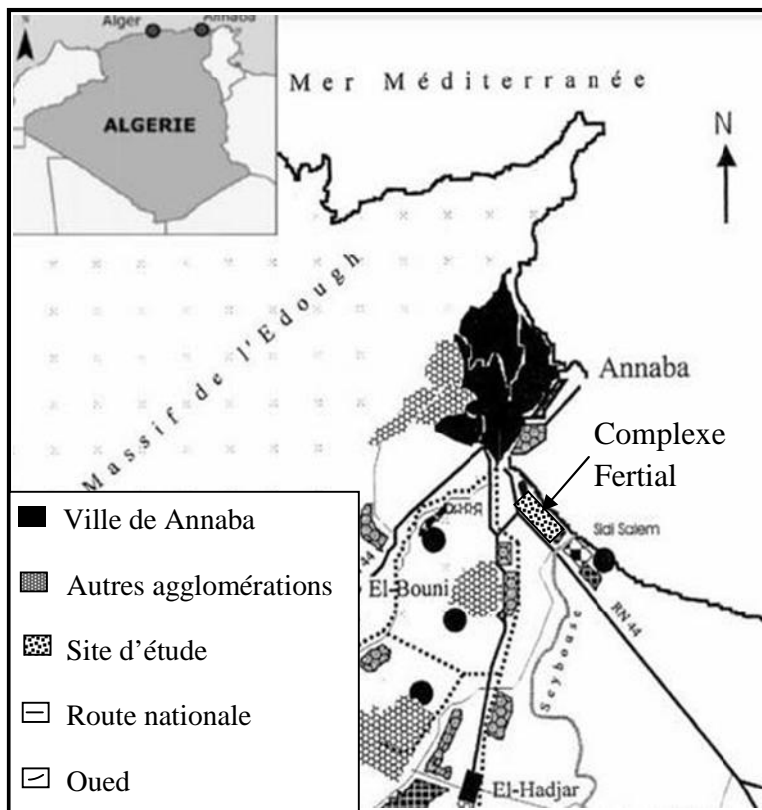 N
Alger
Annaba
ALGERIE
Mer Méditerranée
N
Massif de l'Edough
Annaba
Complexe
Fertial
Sidi Salem
44
El-Bouni
RN 44
Seybouse
El-Hadjar
Ville de Annaba
Autres agglomérations
Site d'étude
Route nationale
Oued